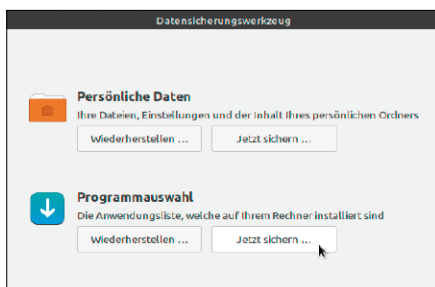 Datensicherungswerkzeug
Persönliche Daten
Ihre Dateien, Einstellungen und der Inhalt Ihres persönlichen Ordners
Wiederherstellen ... Jetzt sichern ...
Programmauswahl
Die Anwendungsliste, welche auf Ihrem Rechner installiert sind
Wiederherstellen ... Jetzt sichern ...